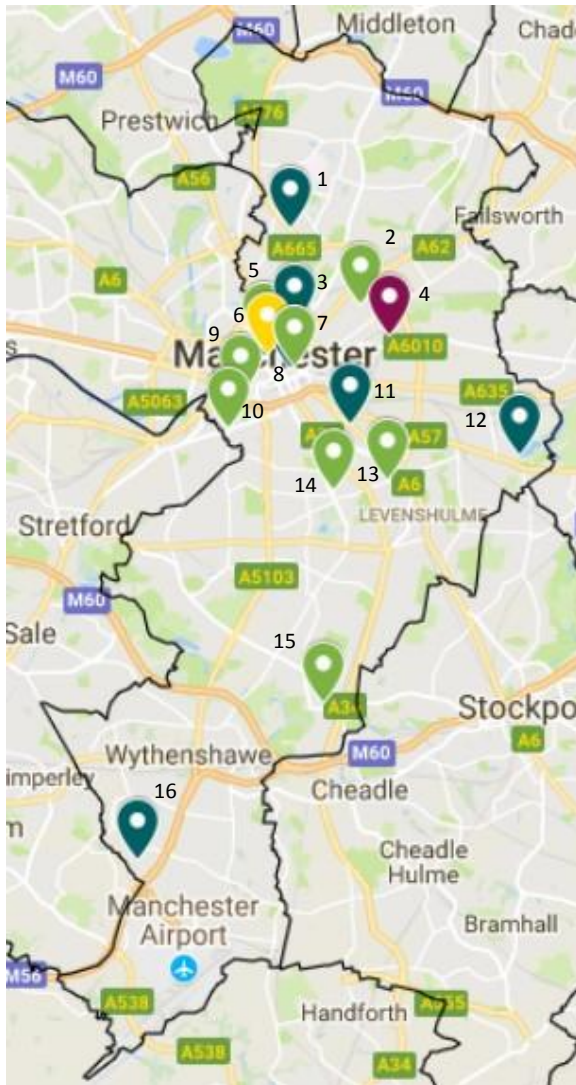 Middleton
M60
M60
Prestwich
A56
1
Failsworth
A665
2
A62
A6
5
3
4
6
7
9
Manchester
A6010
8
11
A5063
A635
10
12
A57
13
14
A6
LEVENSHULME
Stretford
A5103
M60
Sale
15
A34
Stockpo
A6
Wythenshawe
M60
imperley
Cheadle
16
m
Cheadle
Hulme
Manchester
Airport
Bramhall
M56
A538
Handforth
A538
A34